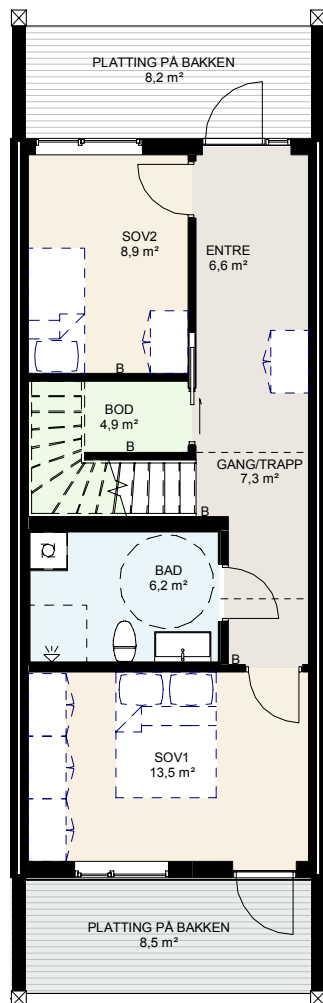 PLATTING PÅ BAKKEN
8,2 m²
SOV2
8,9 m²
ENTRE
6,6 m²
B
BOD
4,9 m²
GANG/TRAPP
7,3 m²
B
BAD
6,2 m²
B
SOV1
13,5 m²
PLATTING PÅ BAKKEN
8,5 m²